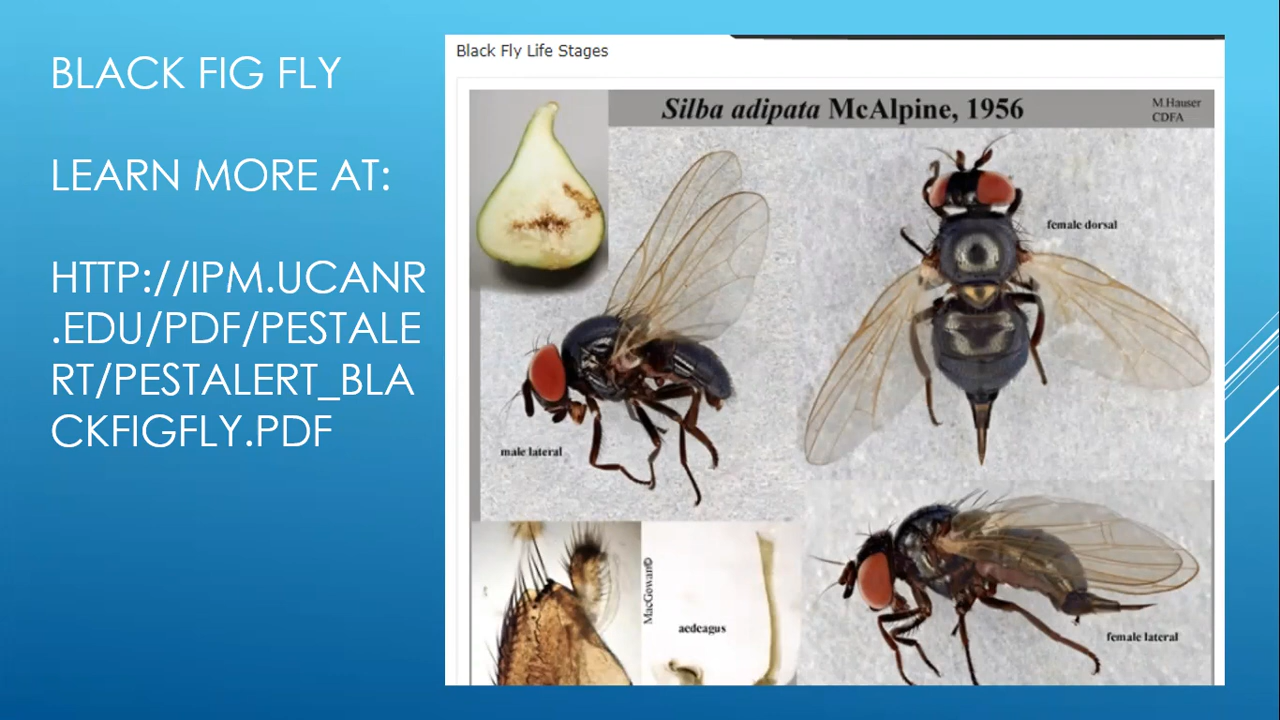 BLACK FIG FLY
LEARN MORE AT:
HTTP://IPM.UCANR
.EDU/PDF/PESTALE
RT/PESTALERT_BLA
CKFIGFLY.PDF
Black Fly Life Stages
Silba adipata McAlpine, 1956
M.Hauser
CDFA
female dorsal
male lateral
MacGowan©
aedeagus
female lateral